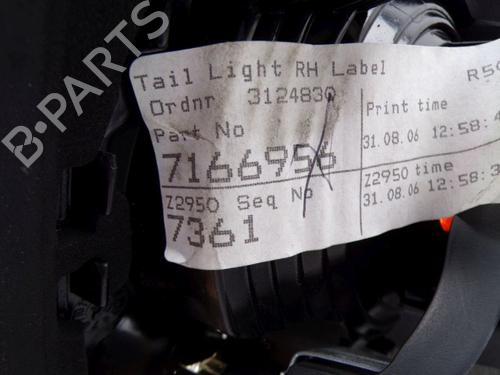 B-PARTS
Tail Light RH Label
Ordnr 3124830
Part No
7166956
Z2950 Seq No
7361
Print time
31.08.06 12:58:4
Z2950 time
31.08.06 12:58:3